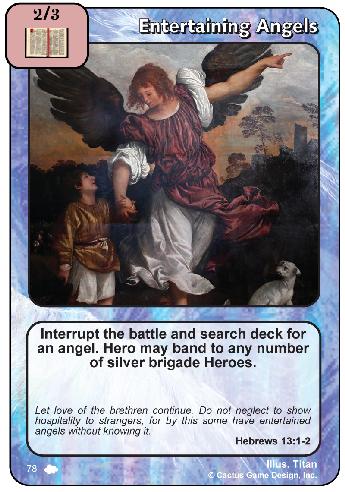 2/3
Entertaining Angels
Interrupt the battle and search deck for
an angel. Hero may band to any number
of silver brigade Heroes.
Let love of the brethren continue. Do not neglect to show
hospitality to strangers, for by this some have entertained
angels without knowing it.
Hebrews 13:1-2
78
Illus. Titan
© Cactus Game Design, Inc.